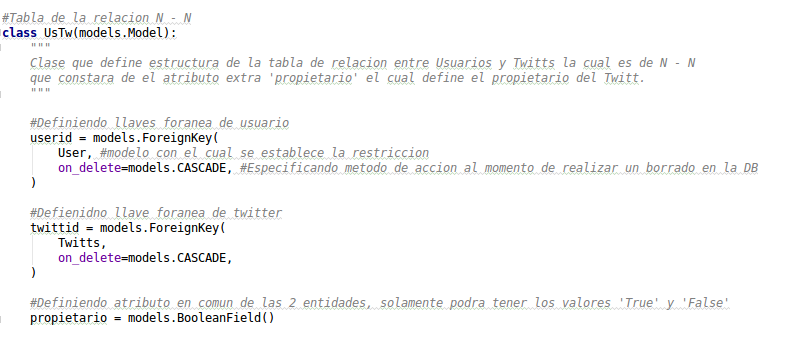 #Tabla de la relacion N - N
class UsTw(models.Model):
    """
    Clase que define estructura de la tabla de relacion entre Usuarios y Twitts la cual es de N - N
    que constara de el atributo extra 'propietario' el cual define el propietario del Twitt.
    """

    #Definiendo llaves foranea de usuario
    userid = models.ForeignKey(
        User, #modelo con el cual se establece la restriccion
        on_delete=models.CASCADE, #Especificando metodo de accion al momento de realizar un borrado en la DB
    )

    #Defienidno llave foranea de twitter
    twittid = models.ForeignKey(
        Twitts,
        on_delete=models.CASCADE,
    )

    #Definiendo atributo en comun de las 2 entidades, solamente podra tener los valores 'True' y 'False'
    propietario = models.BooleanField()